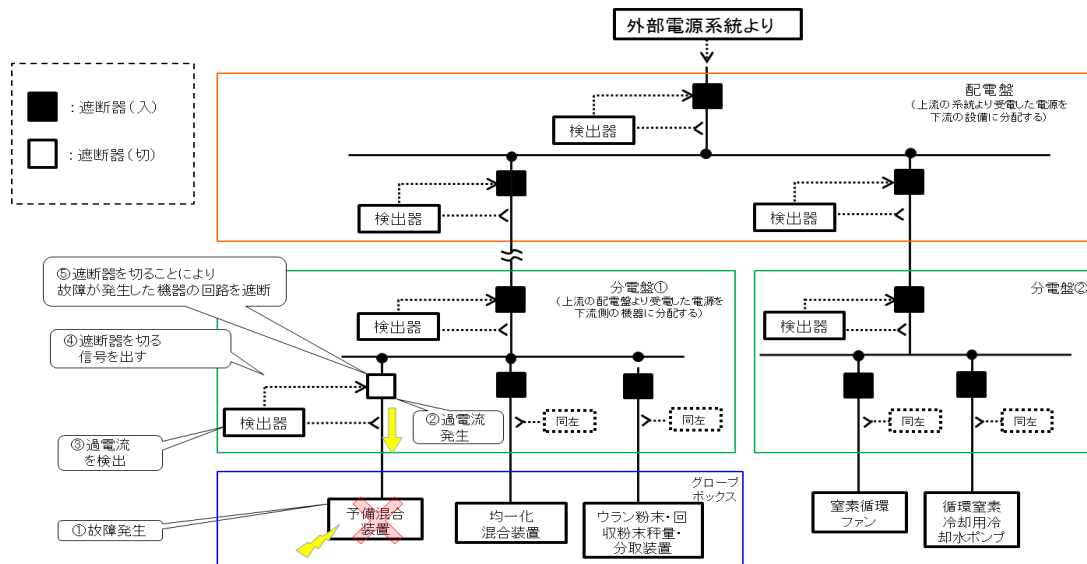 外部電源系統より
：遮断器（入）
：遮断器（切）
配電盤
（上流の系統より受電した電源を
下流の設備に分配する）
検出器
検出器
検出器
⑤遮断器を切ることにより
故障が発生した機器の回路を遮断
分電盤①
（上流の配電盤より受電した電源を
下流側の機器に分配する）
分電盤②
検出器
検出器
④遮断器を切る
信号を出す
検出器
②過電流
発生
同左
同左
同左
同左
③過電流
を検出
グローブ
ボックス
①故障発生
予備混合
装置
均一化
混合装置
ウラン粉末・回
収粉末秤量・
分取装置
窒素循環
ファン
循環窒素
冷却用冷
却水ポンプ